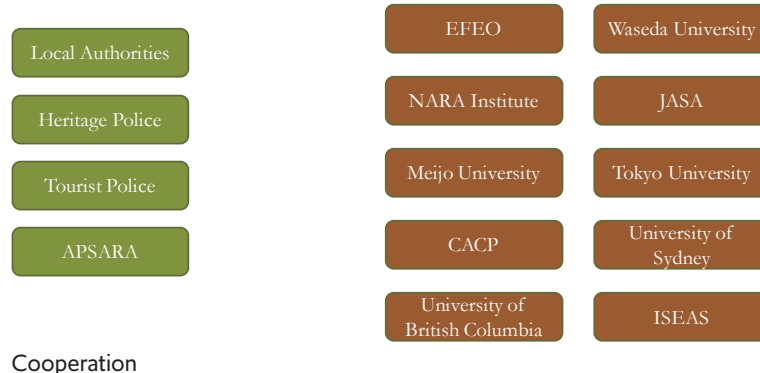 Local Authorities
Heritage Police
Tourist Police
APSARA
EFEO
Waseda University
NARA Institute
JASA
Meijo University
Tokyo University
CACP
University of
Sydney
University of
British Columbia
ISEAS
Cooperation